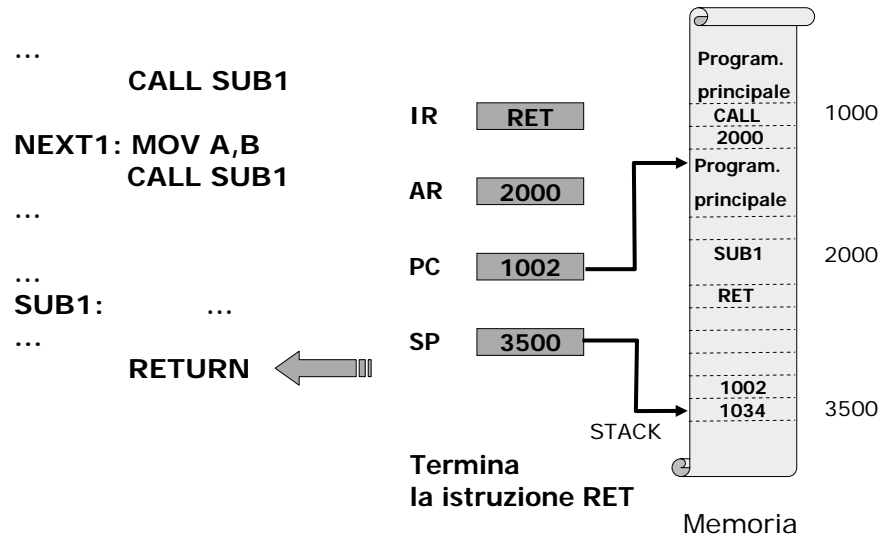 ...
CALL SUB1
NEXT1: MOV A,B
CALL SUB1
...
...
SUB1: ...
...
RETURN
IR RET
AR 2000
PC 1002
SP 3500
STACK
Termina
la istruzione RET
Program.
principale
CALL 1000
2000
Program.
principale
SUB1 2000
RET
1002
1034 3500
Memoria